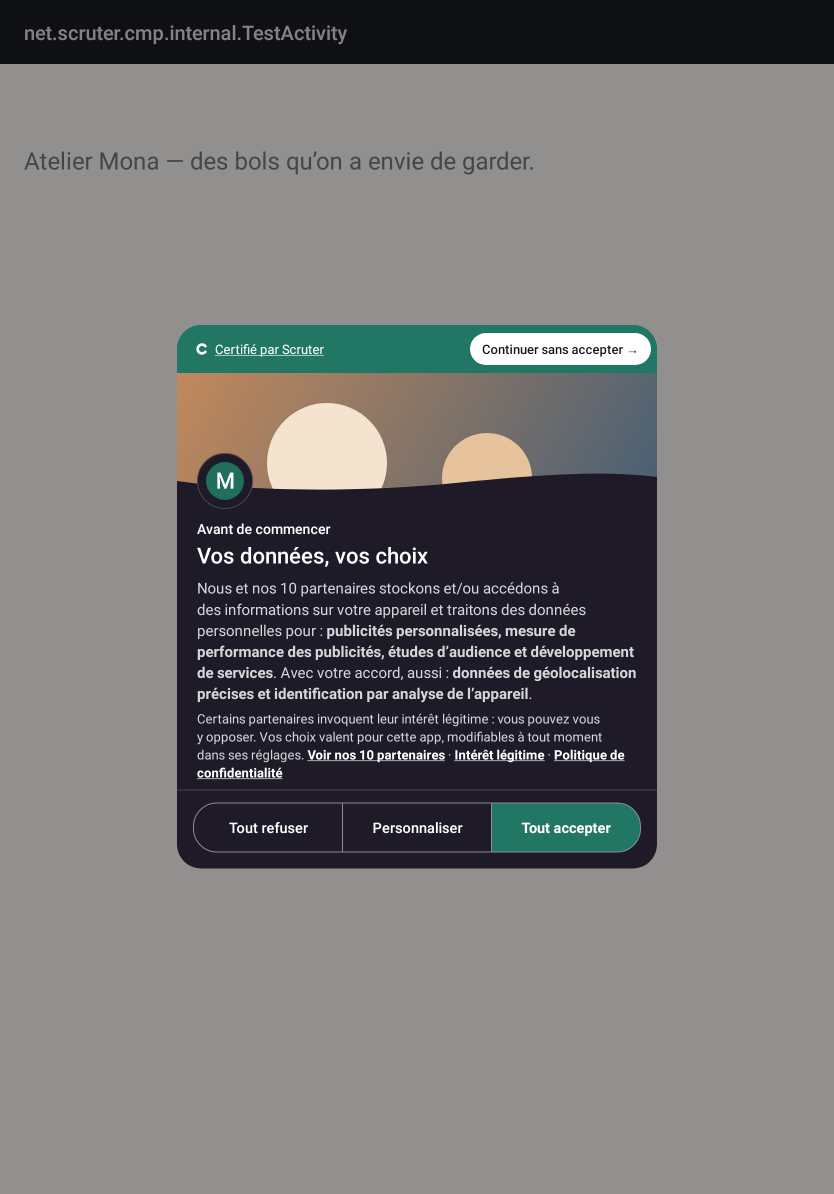 net.scruter.cmp.internal.TestActivity
Atelier Mona — des bols qu’on a envie de garder.
Certifié par Scruter
Continuer sans accepter →
M
Avant de commencer
Vos données, vos choix
Nous et nos 10 partenaires stockons et/ou accédons à
des informations sur votre appareil et traitons des données
personnelles pour : publicités personnalisées, mesure de
performance des publicités, études d’audience et développement
de services. Avec votre accord, aussi : données de géolocalisation
précises et identification par analyse de l’appareil.
Certains partenaires invoquent leur intérêt légitime : vous pouvez vous
y opposer. Vos choix valent pour cette app, modifiables à tout moment
dans ses réglages. Voir nos 10 partenaires · Intérêt légitime · Politique de
confidentialité
Tout refuser
Personnaliser
Tout accepter